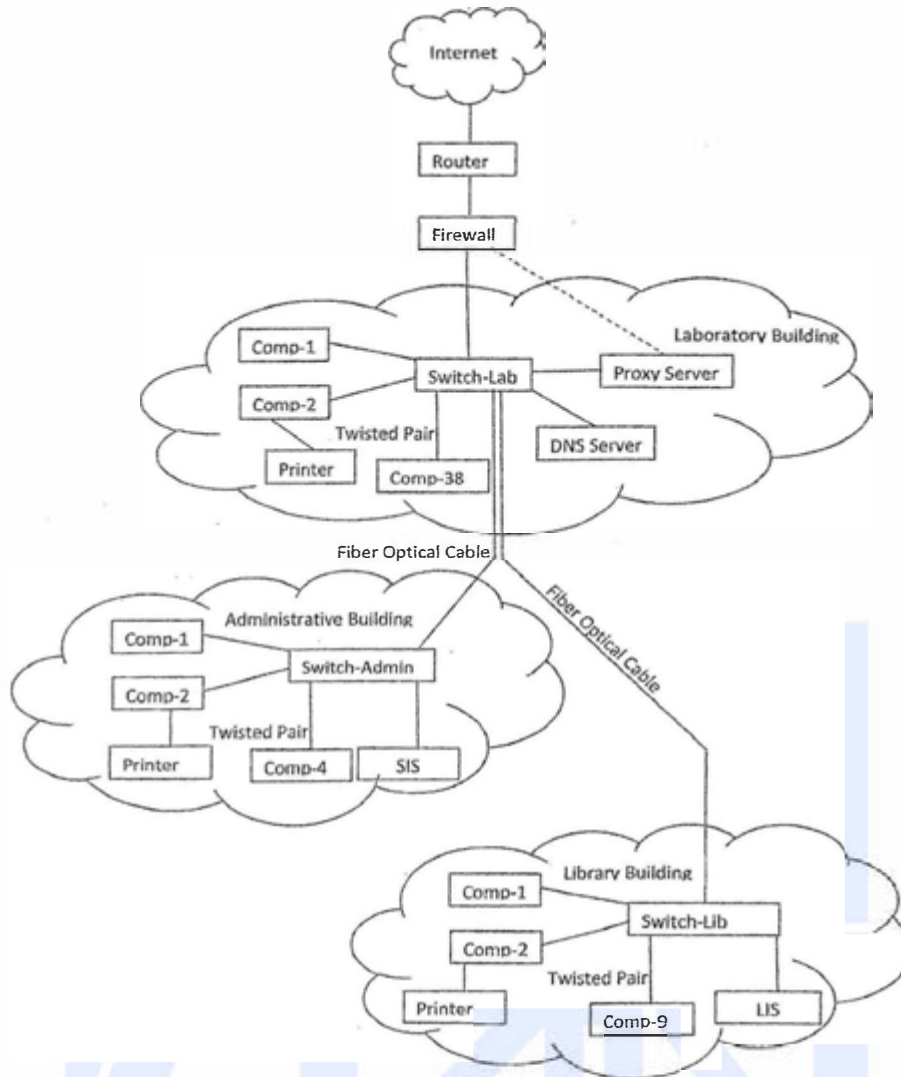 Internet
Router
Firewall
Laboratory Building
Comp-1
Switch-Lab
Proxy Server
Comp-2
Twisted Pair
DNS Server
Printer
Comp-38
Fiber Optical Cable
Fiber Optical Cable
Administrative Building
Comp-1
Switch-Admin
Comp-2
Twisted Pair
Printer
Comp-4
SIS
Library Building
Comp-1
Switch-Lib
Comp-2
Twisted Pair
Printer
Comp-9
LIS